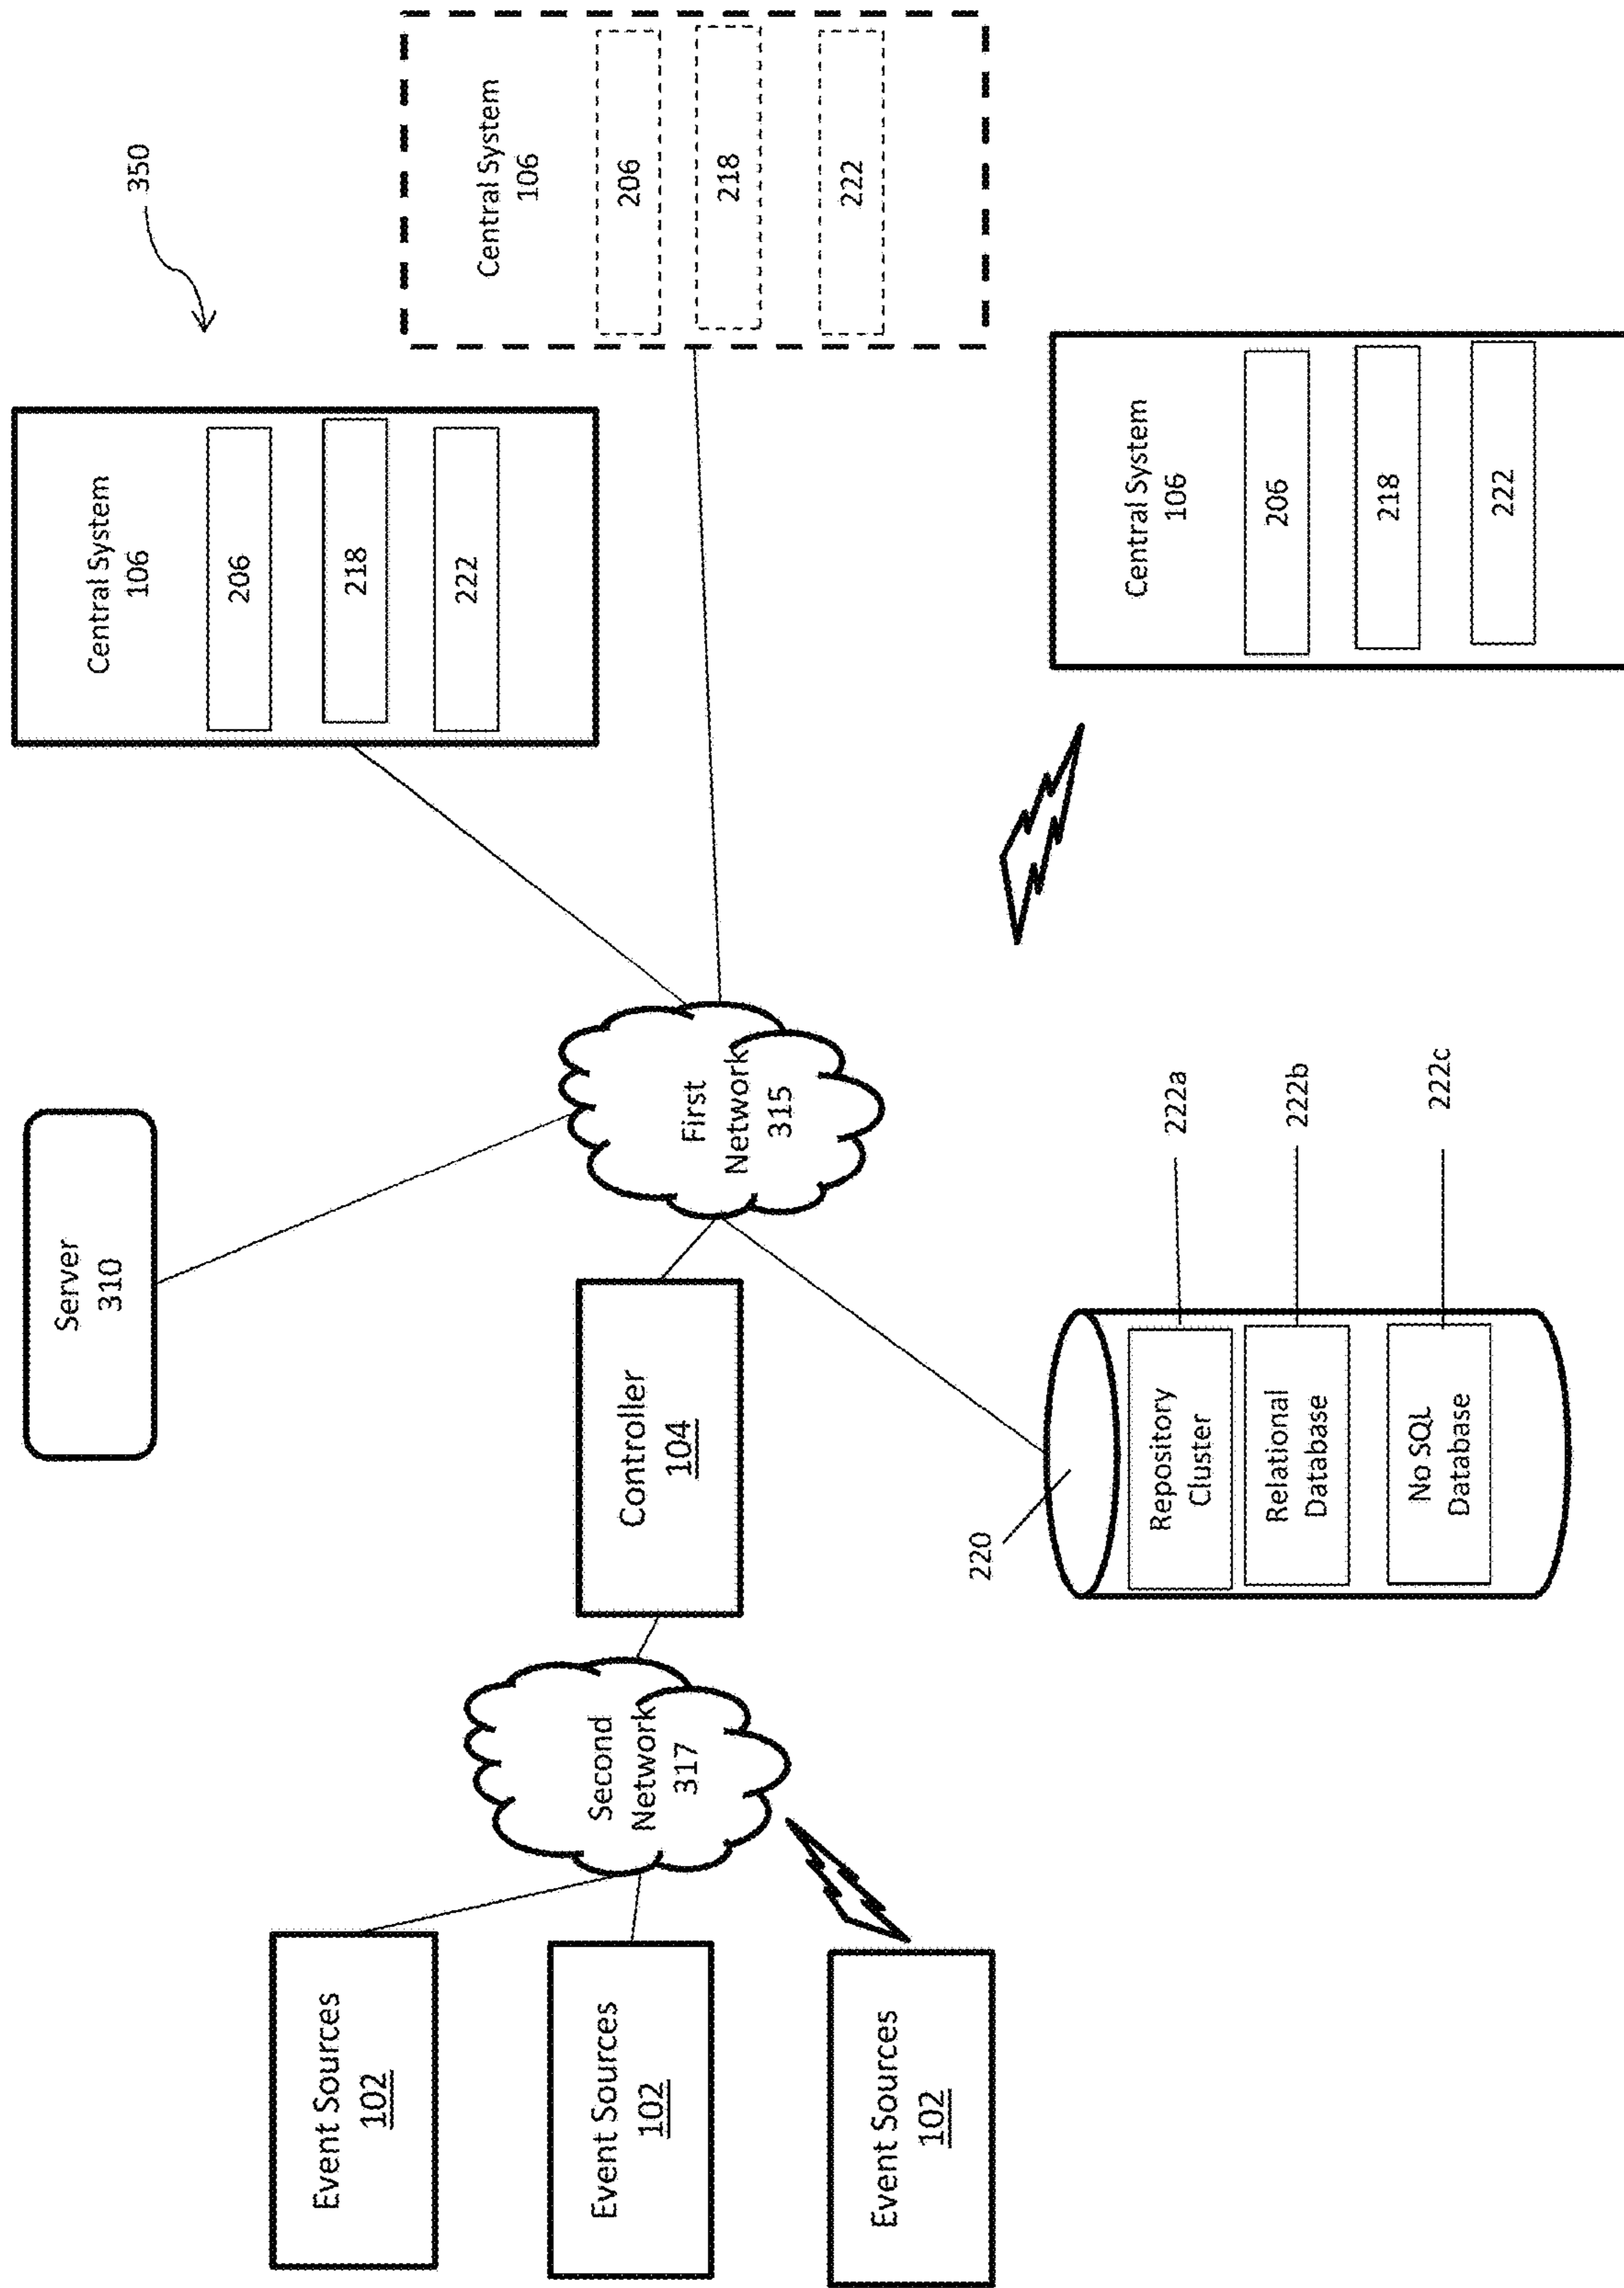 350
Server
310
Central System
106
206
218
222
Central System
106
206
218
222
Central System
106
206
218
222
Event Sources
102
Event Sources
102
Event Sources
102
Second
Network
317
Controller
104
First
Network
315
220
Repository
Cluster
222a
Relational
Database
222b
No SQL
Database
222c